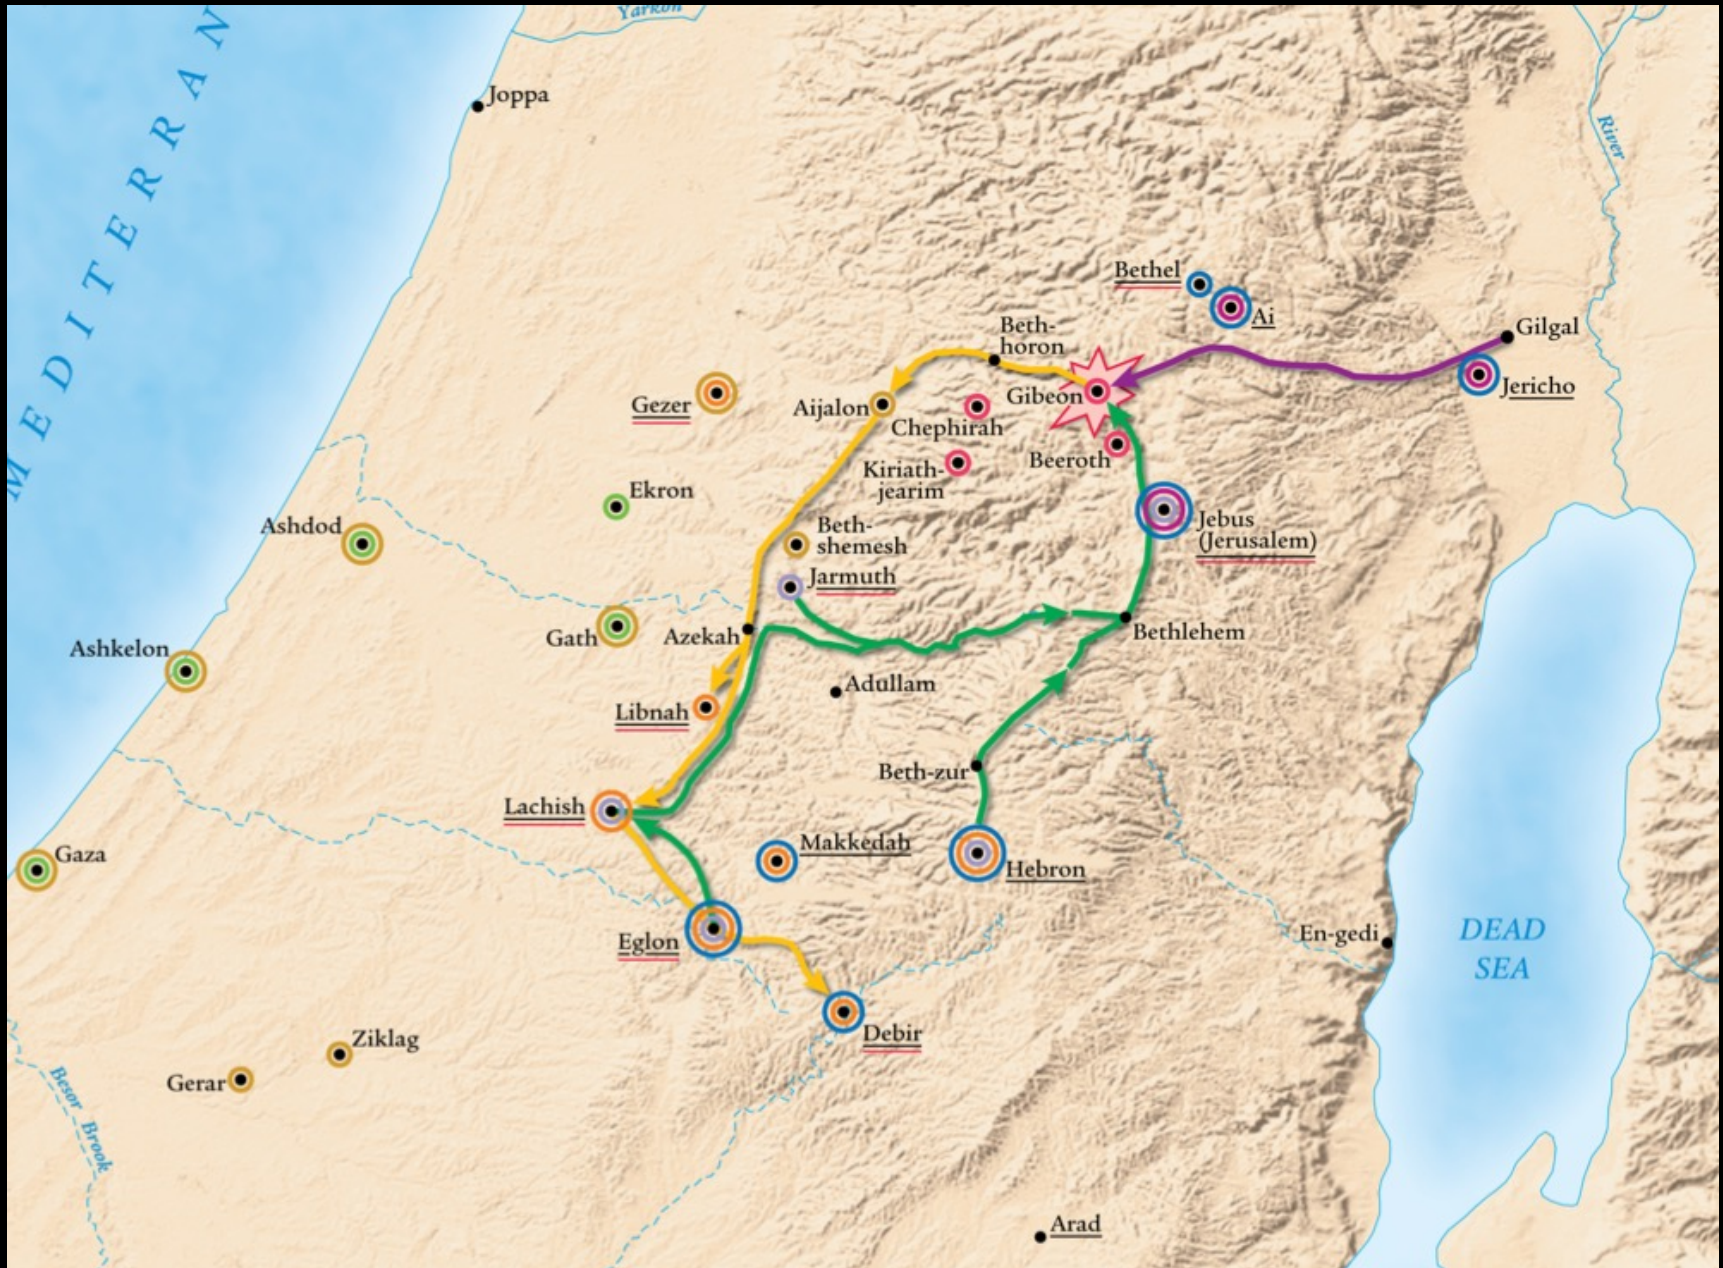 Yarkon
MEDITERRAN
Joppa
River
Bethel
Ai
Gilgal
Beth-
horon
Jericho
Gezer
Aijalon
Gibeon
Chephirah
Beeroth
Kiriath-
jearim
Ekron
Ashdod
Beth-
shemesh
Jebus
(Jerusalem)
Jarmuth
Gath
Azekah
Bethlehem
Ashkelon
Adullam
Libnah
Beth-zur
Lachish
Makkedah
Gaza
Hebron
Eglon
En-gedi
DEAD
SEA
Debir
Ziklag
Gerar
Besor Brook
Arad